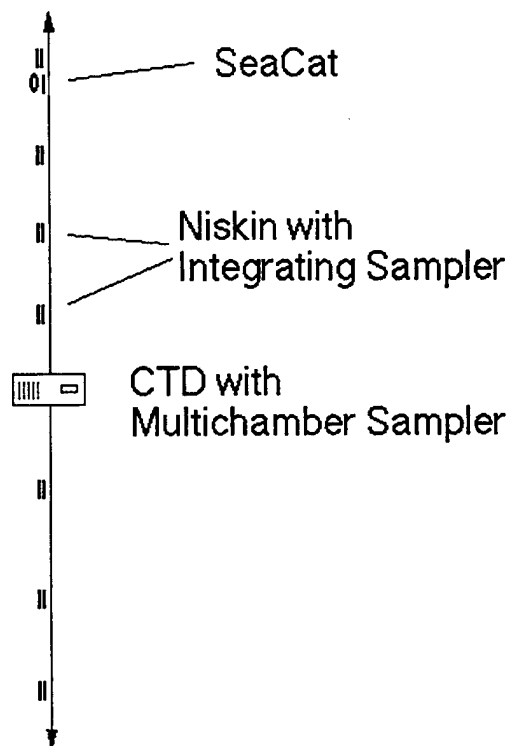 SeaCat
Niskin with
Integrating Sampler
CTD with
Multichamber Sampler